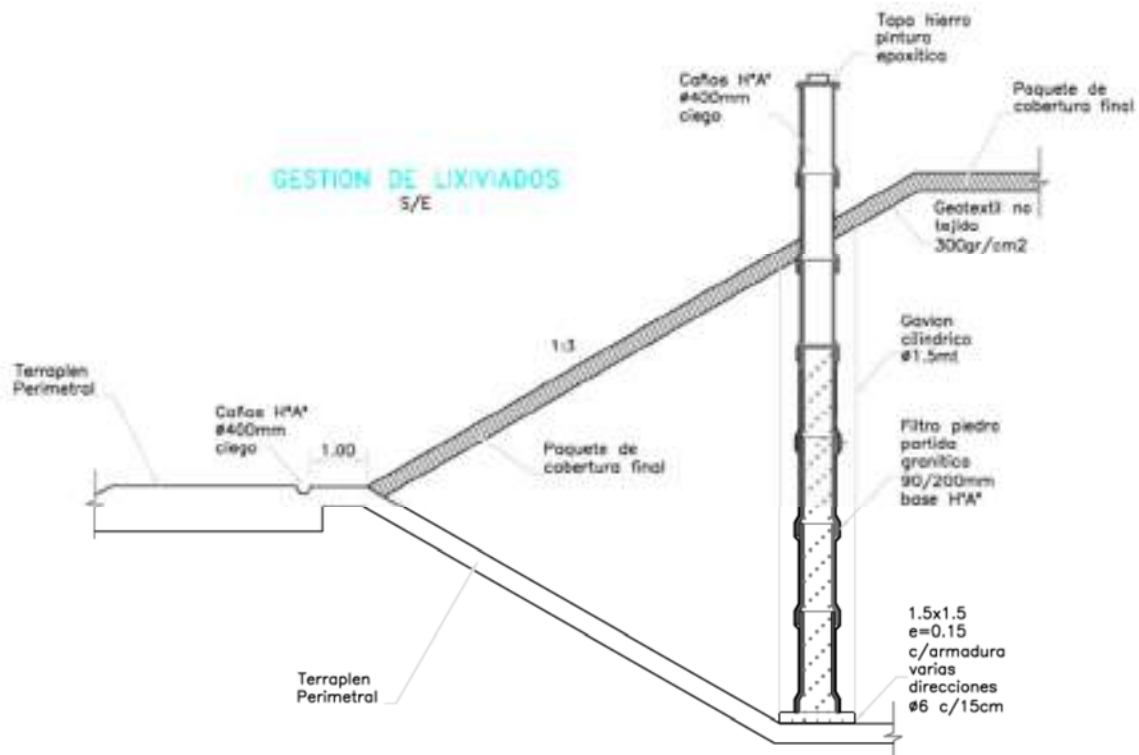 Tapa hierro
pintura
epoxítica
Caños H°A°
ø400mm
ciego
Paquete de
cobertura final
GESTION DE LIXIVIADOS
S/E
Geotextil no
tejido
300gr/cm2
1:3
Gavion
cilindrico
ø1.5mt
Terraplen
Perimetral
Caños H°A°
ø400mm
ciego
1.00
Paquete de
cobertura final
Filtro piedra
partida
granitica
90/200mm
base H°A°
Terraplen
Perimetral
1.5x1.5
e=0.15
c/armadura
varias
direcciones
ø6 c/15cm